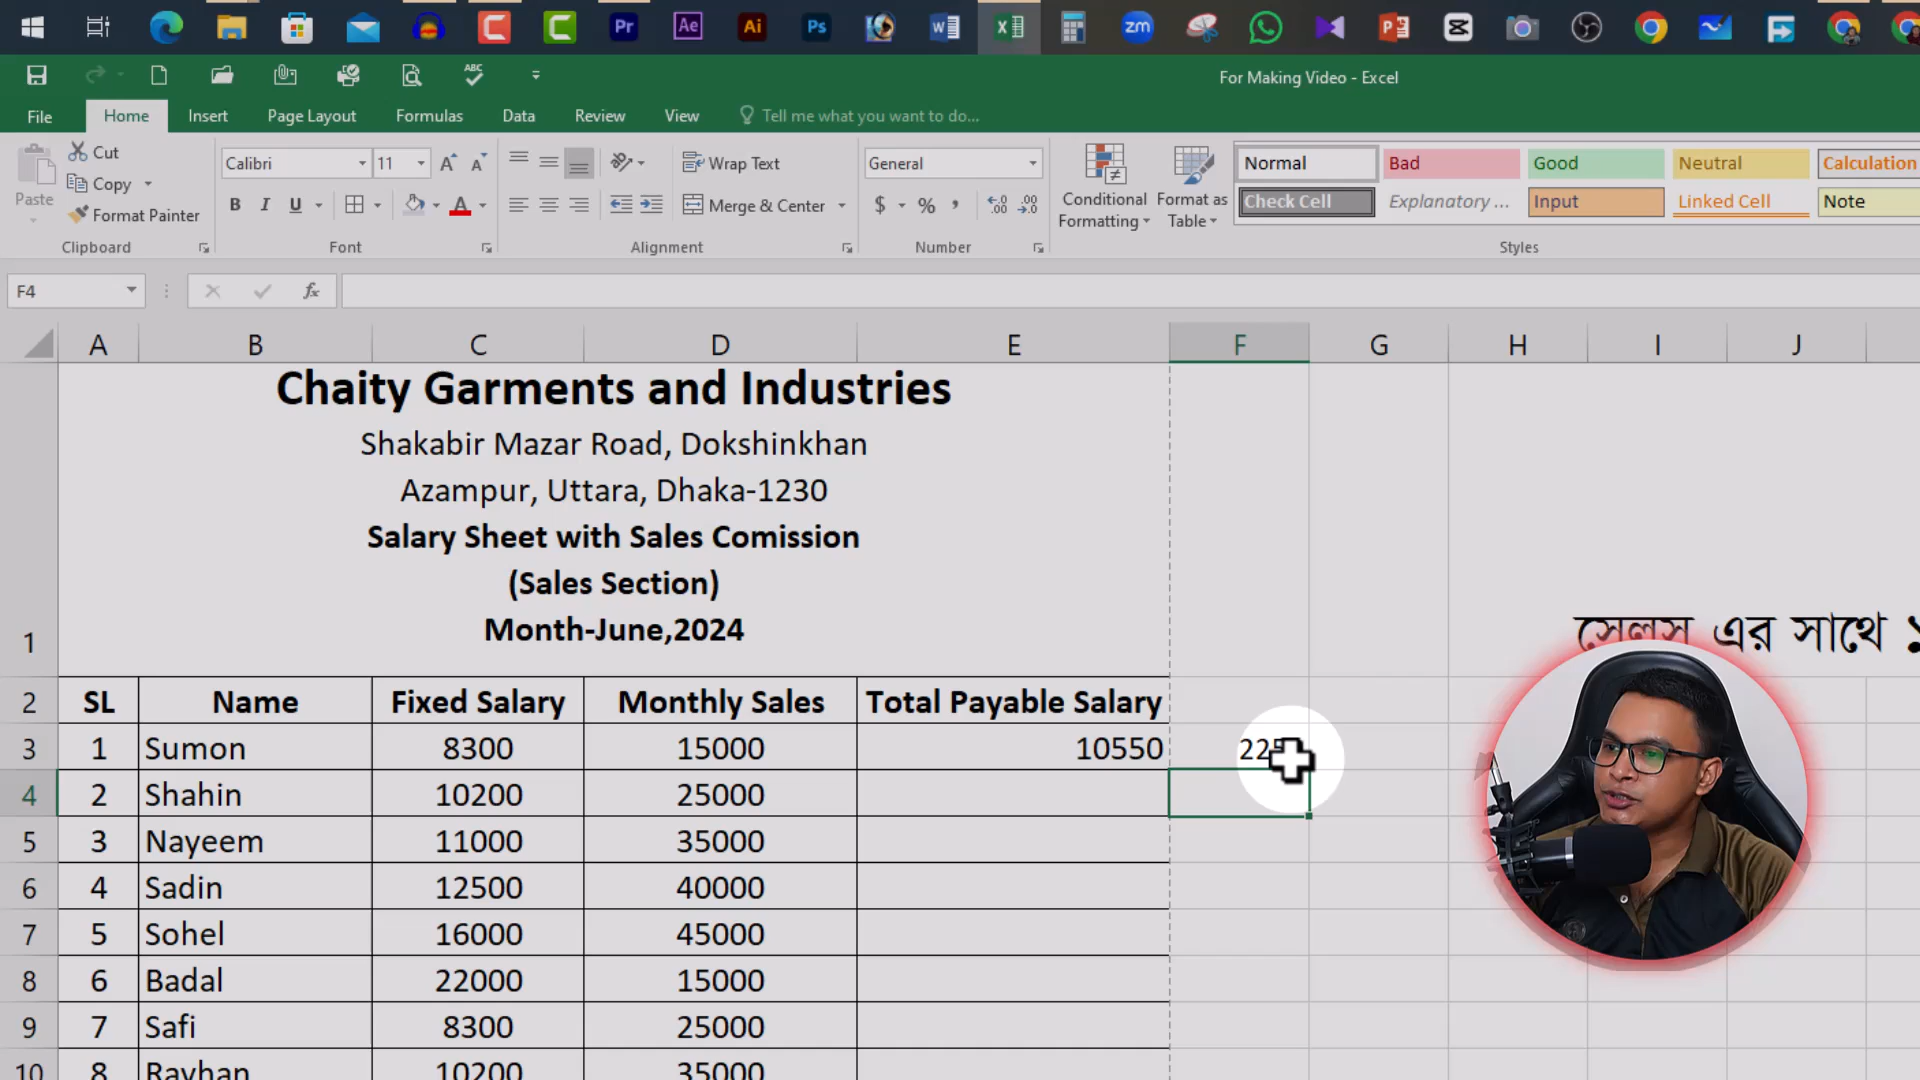 For Making Video - Excel
File Home Insert Page Layout Formulas Data Review View Tell me what you want to do...
Cut
Copy
Format Painter
Paste
Clipboard
Calibri 11
B I U
Font
Wrap Text
Merge & Center
Alignment
General
$ % ,
Number
Conditional Formatting
Format as Table
Normal Bad Good Neutral Calculation
Check Cell Explanatory ... Input Linked Cell Note
Styles
F4 fx
A B C D E F G H I J
Chaity Garments and Industries
Shakabir Mazar Road, Dokshinkhan
Azampur, Uttara, Dhaka-1230
Salary Sheet with Sales Comission
(Sales Section)
Month-June,2024
1 সেলস এর সাথে
2 SL Name Fixed Salary Monthly Sales Total Payable Salary
3 1 Sumon 8300 15000 10550
4 2 Shahin 10200 25000
5 3 Nayeem 11000 35000
6 4 Sadin 12500 40000
7 5 Sohel 16000 45000
8 6 Badal 22000 15000
9 7 Safi 8300 25000
10 8 Rayhan 10200 35000